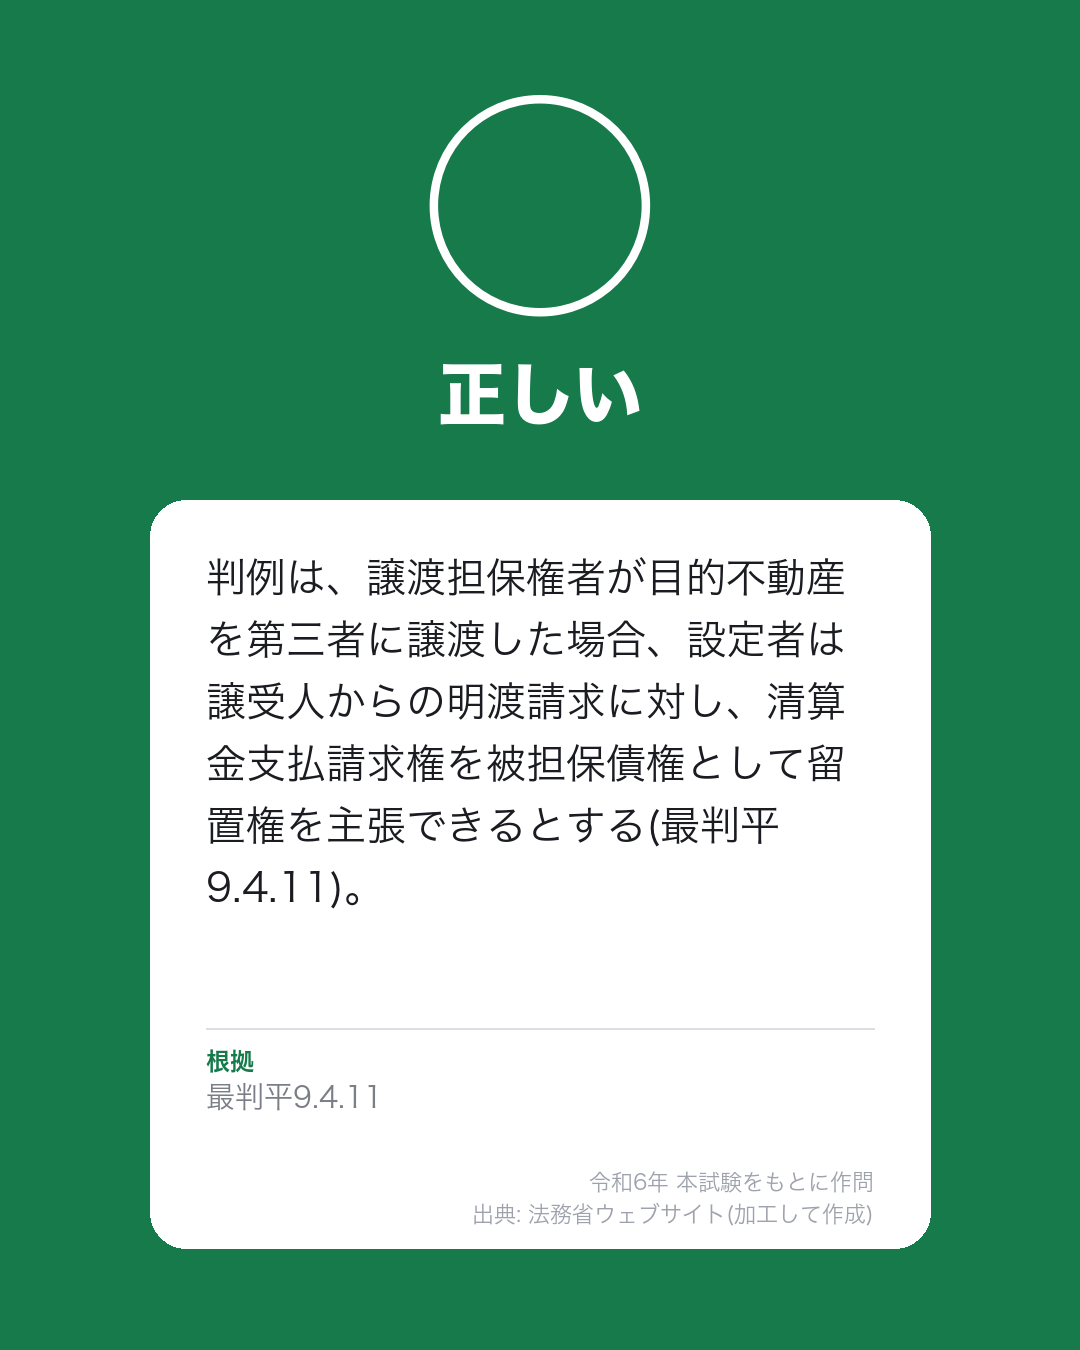 正しい
判例は、譲渡担保権者が目的不動産
を第三者に譲渡した場合、設定者は
譲受人からの明渡請求に対し、清算
金支払請求権を被担保債権として留
置権を主張できるとする(最判平
9.4.11)。
根拠
最判平9.4.11
令和6年 本試験をもとに作問
出典: 法務省ウェブサイト(加工して作成)